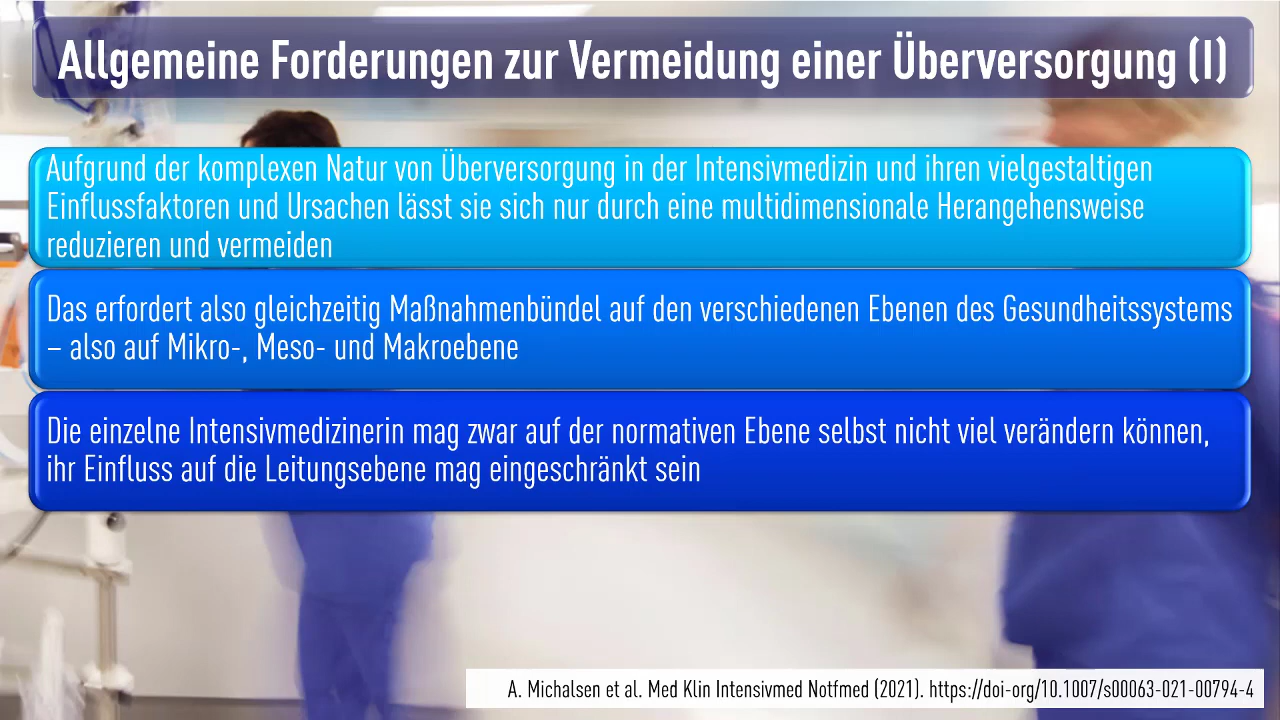 Allgemeine Forderungen zur Vermeidung einer Überversorgung (I)
Aufgrund der komplexen Natur von Überversorgung in der Intensivmedizin und ihren vielgestaltigen
Einflussfaktoren und Ursachen lässt sie sich nur durch eine multidimensionale Herangehensweise
reduzieren und vermeiden
Das erfordert also gleichzeitig Maßnahmenbündel auf den verschiedenen Ebenen des Gesundheitssystems
– also auf Mikro-, Meso- und Makroebene
Die einzelne Intensivmedizinerin mag zwar auf der normativen Ebene selbst nicht viel verändern können,
ihr Einfluss auf die Leitungsebene mag eingeschränkt sein
A. Michalsen et al. Med Klin Intensivmed Notfmed (2021). https://doi-org/10.1007/s00063-021-00794-4